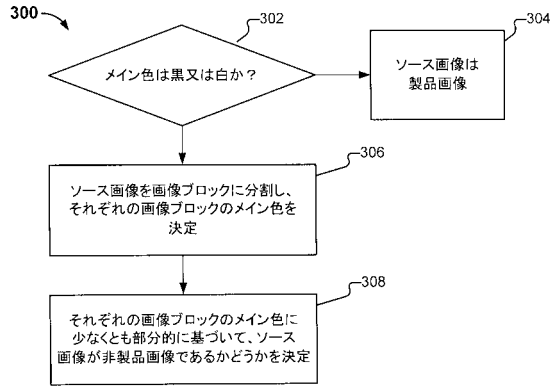 300
302
メイン色は黒又は白か？
304
ソース画像は
製品画像
306
ソース画像を画像ブロックに分割し、
それぞれの画像ブロックのメイン色を
決定
308
それぞれの画像ブロックのメイン色に
少なくとも部分的に基づいて、ソース
画像が非製品画像であるかどうかを決定